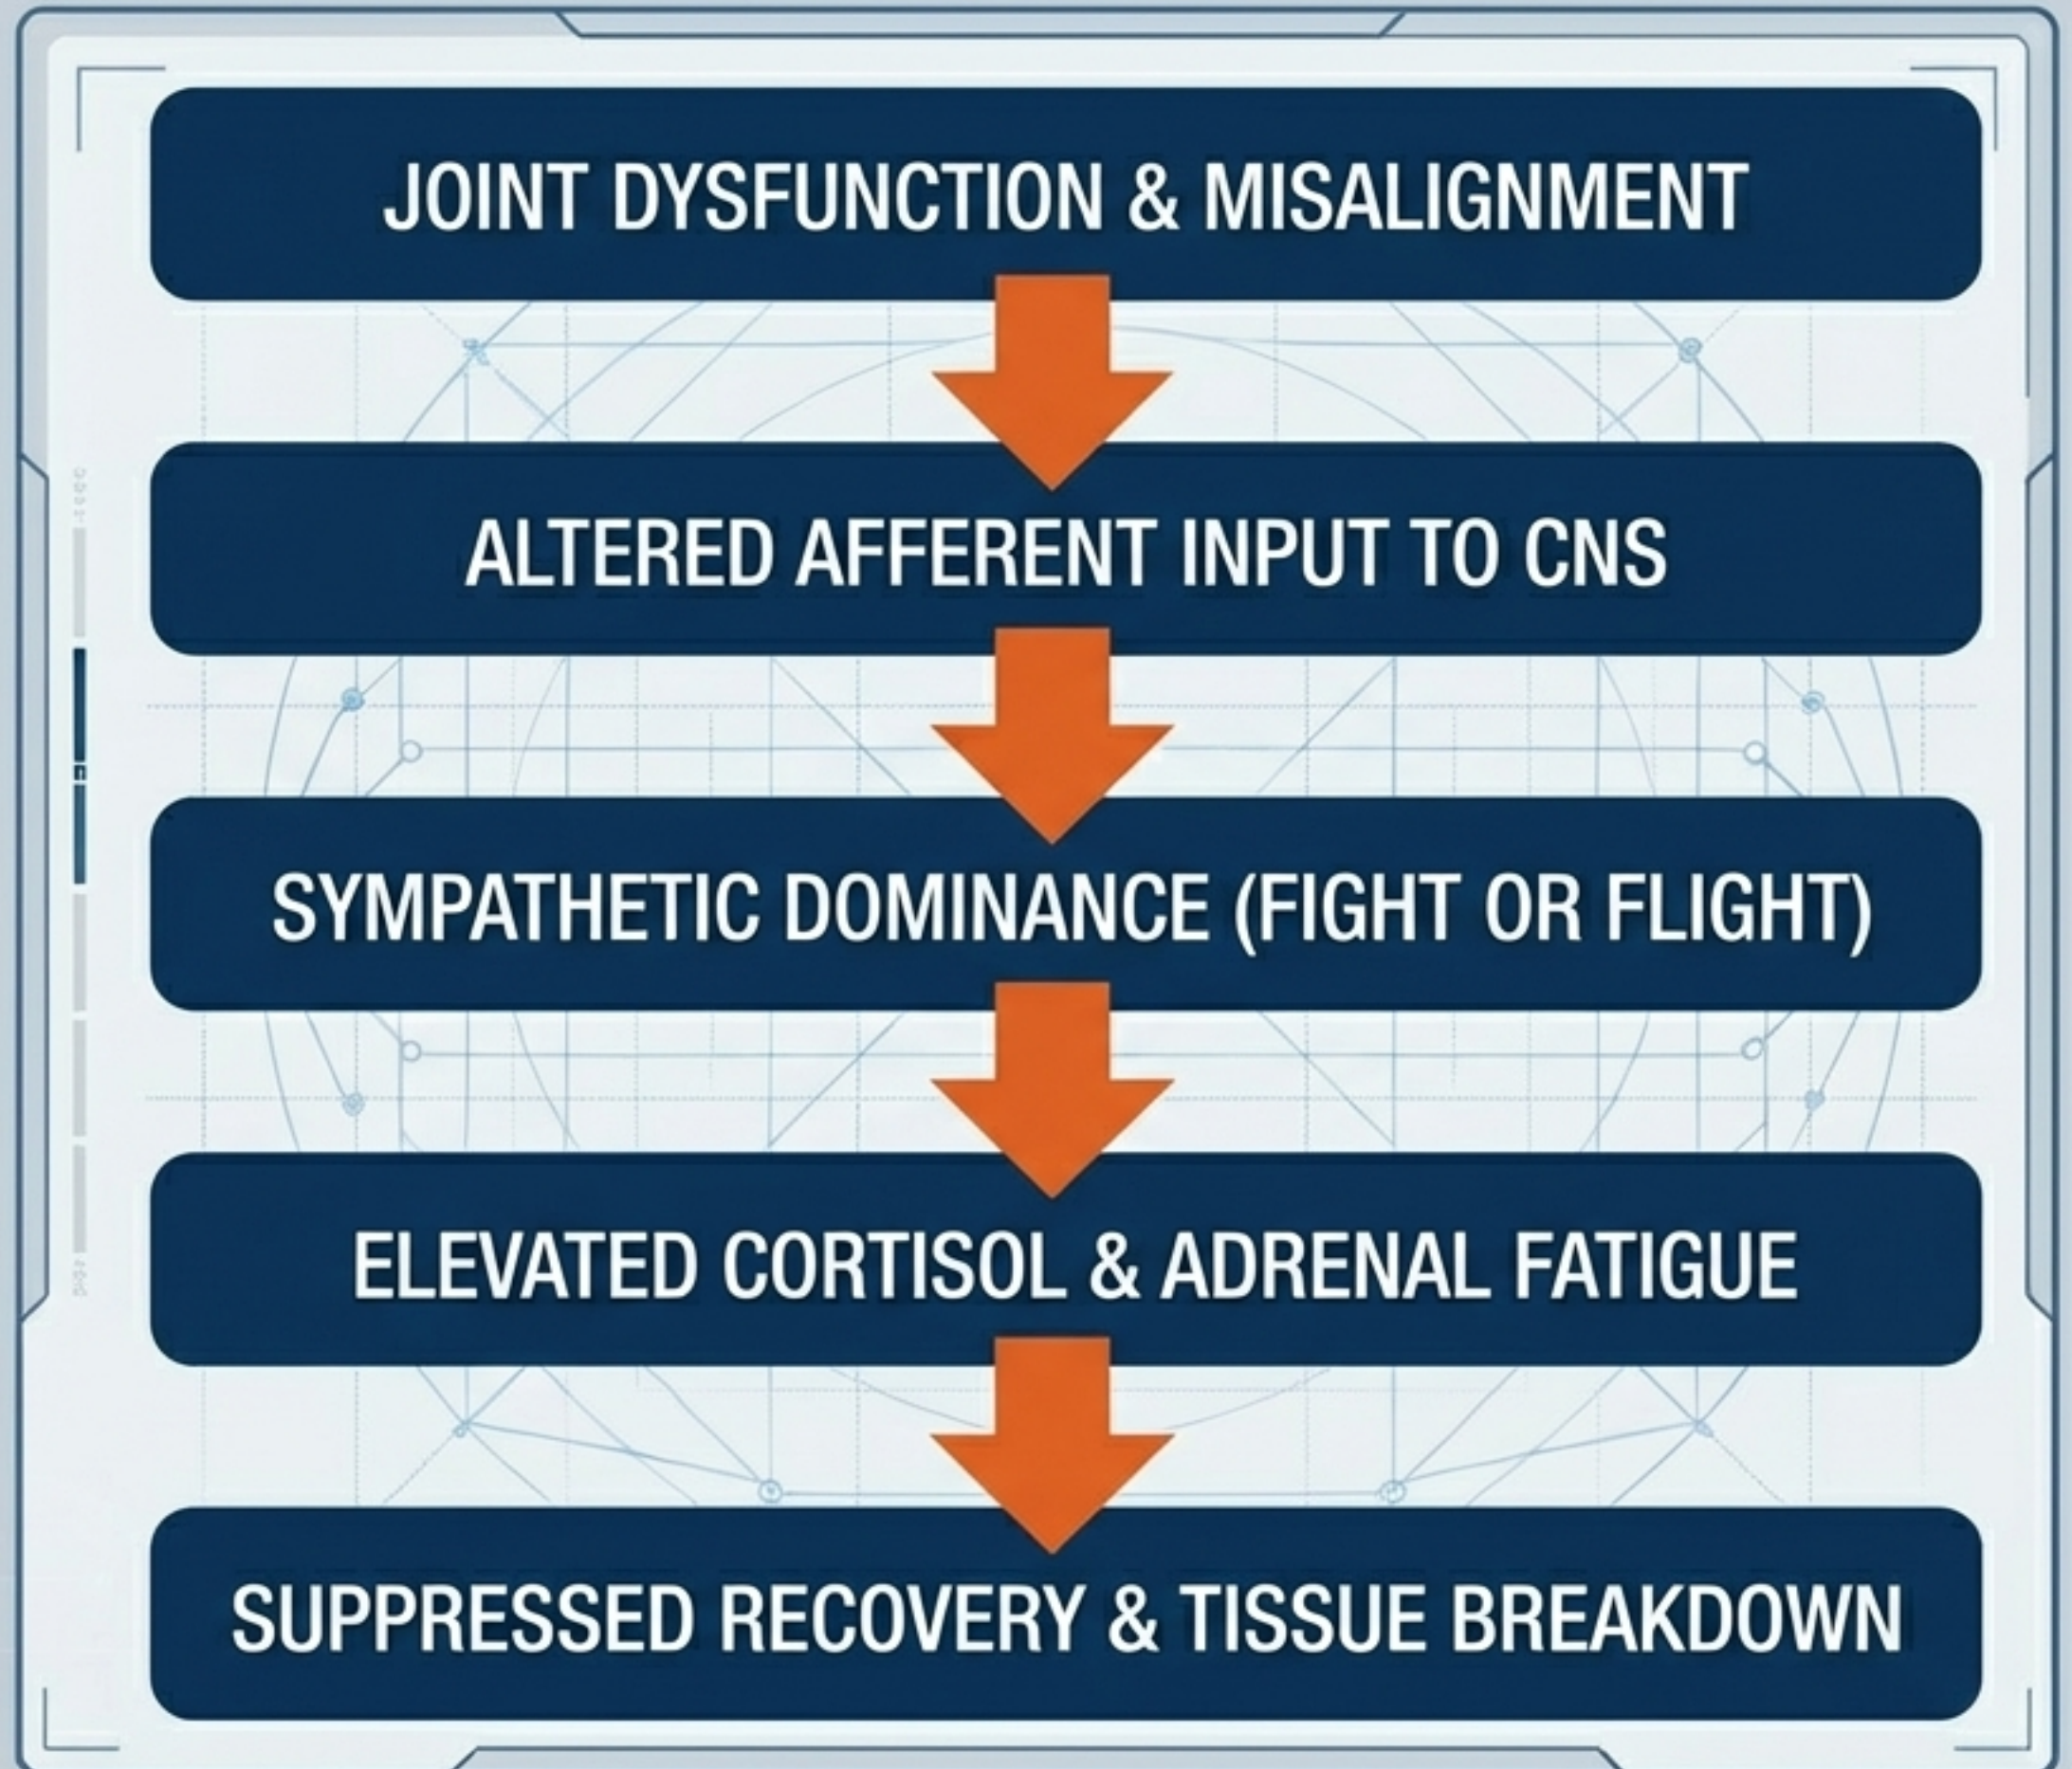 JOINT DYSFUNCTION & MISALIGNMENT
ALTERED AFFERENT INPUT TO CNS
SYMPATHETIC DOMINANCE (FIGHT OR FLIGHT)
ELEVATED CORTISOL & ADRENAL FATIGUE
SUPPRESSED RECOVERY & TISSUE BREAKDOWN